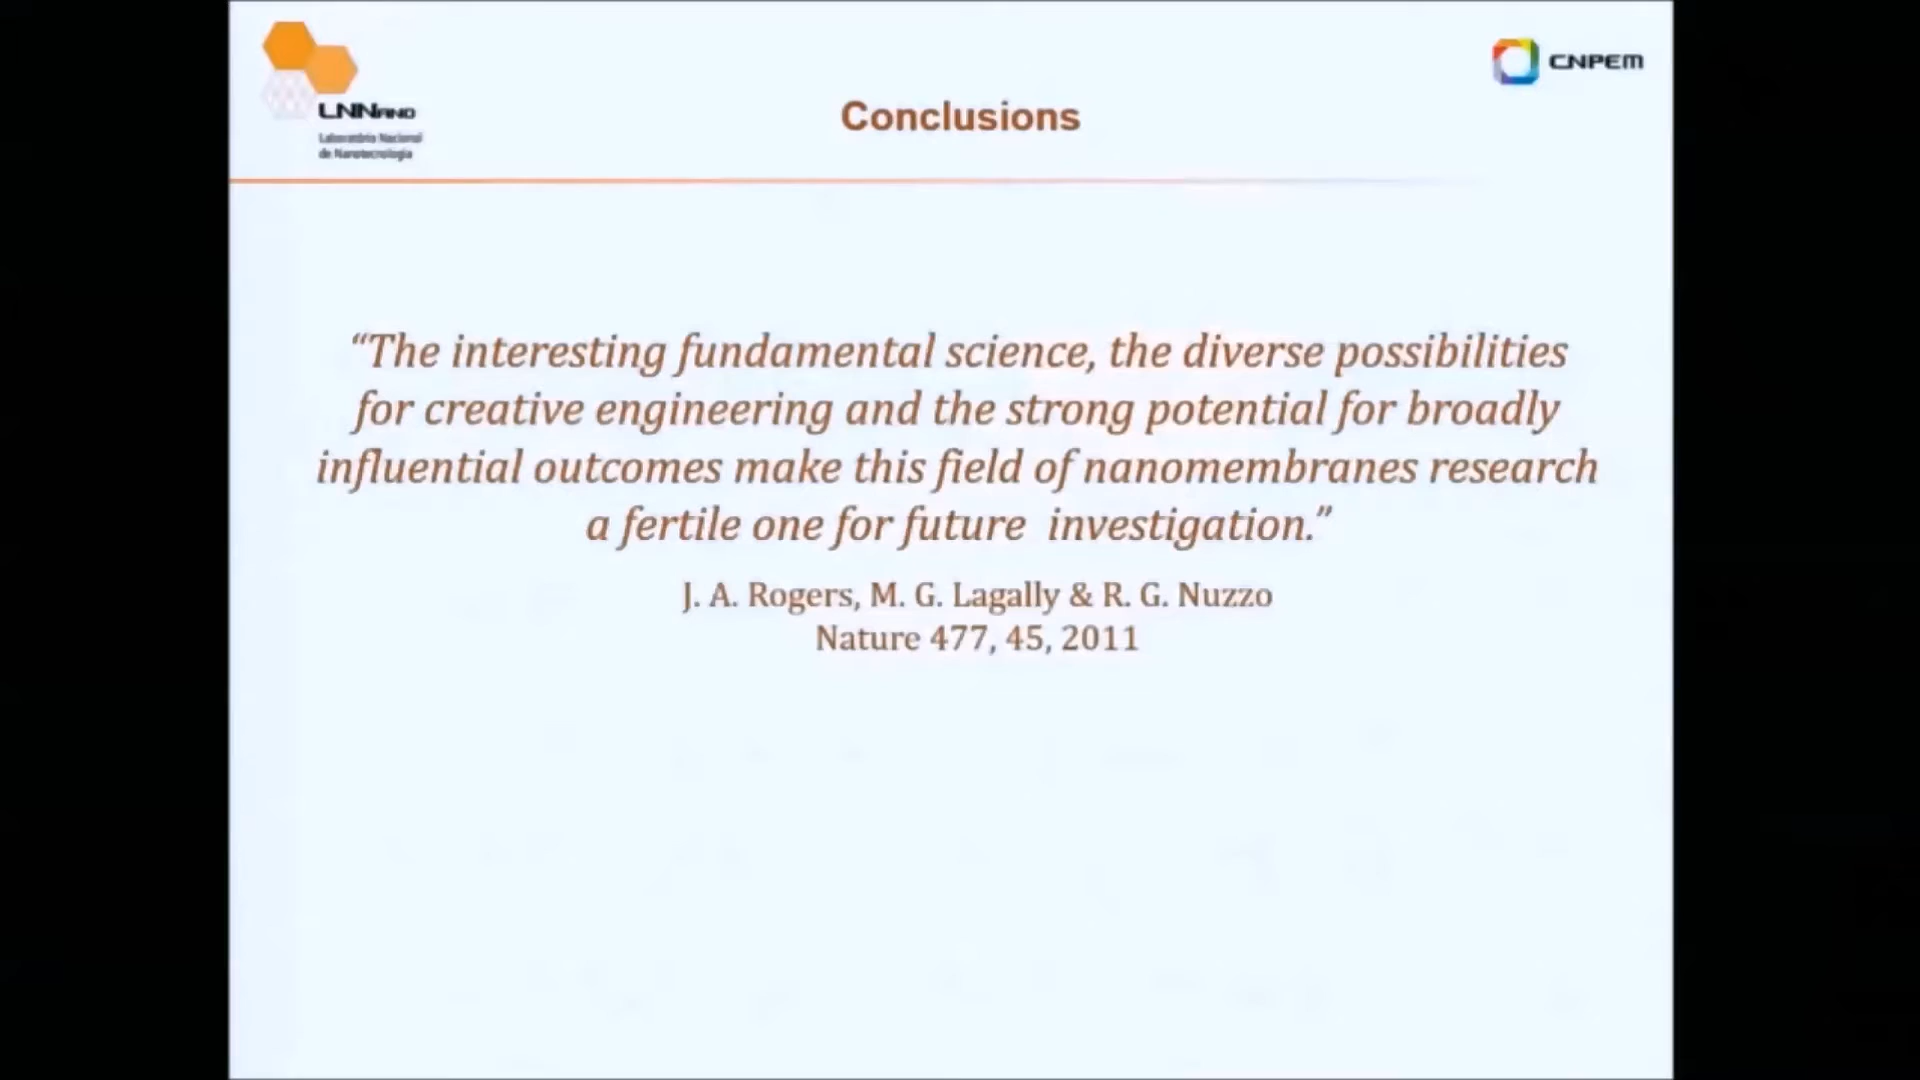 LNNano
Laboratório Nacional
de Nanotecnologia
CNPEM
Conclusions
“The interesting fundamental science, the diverse possibilities
for creative engineering and the strong potential for broadly
influential outcomes make this field of nanomembranes research
a fertile one for future investigation.”
J. A. Rogers, M. G. Lagally & R. G. Nuzzo
Nature 477, 45, 2011